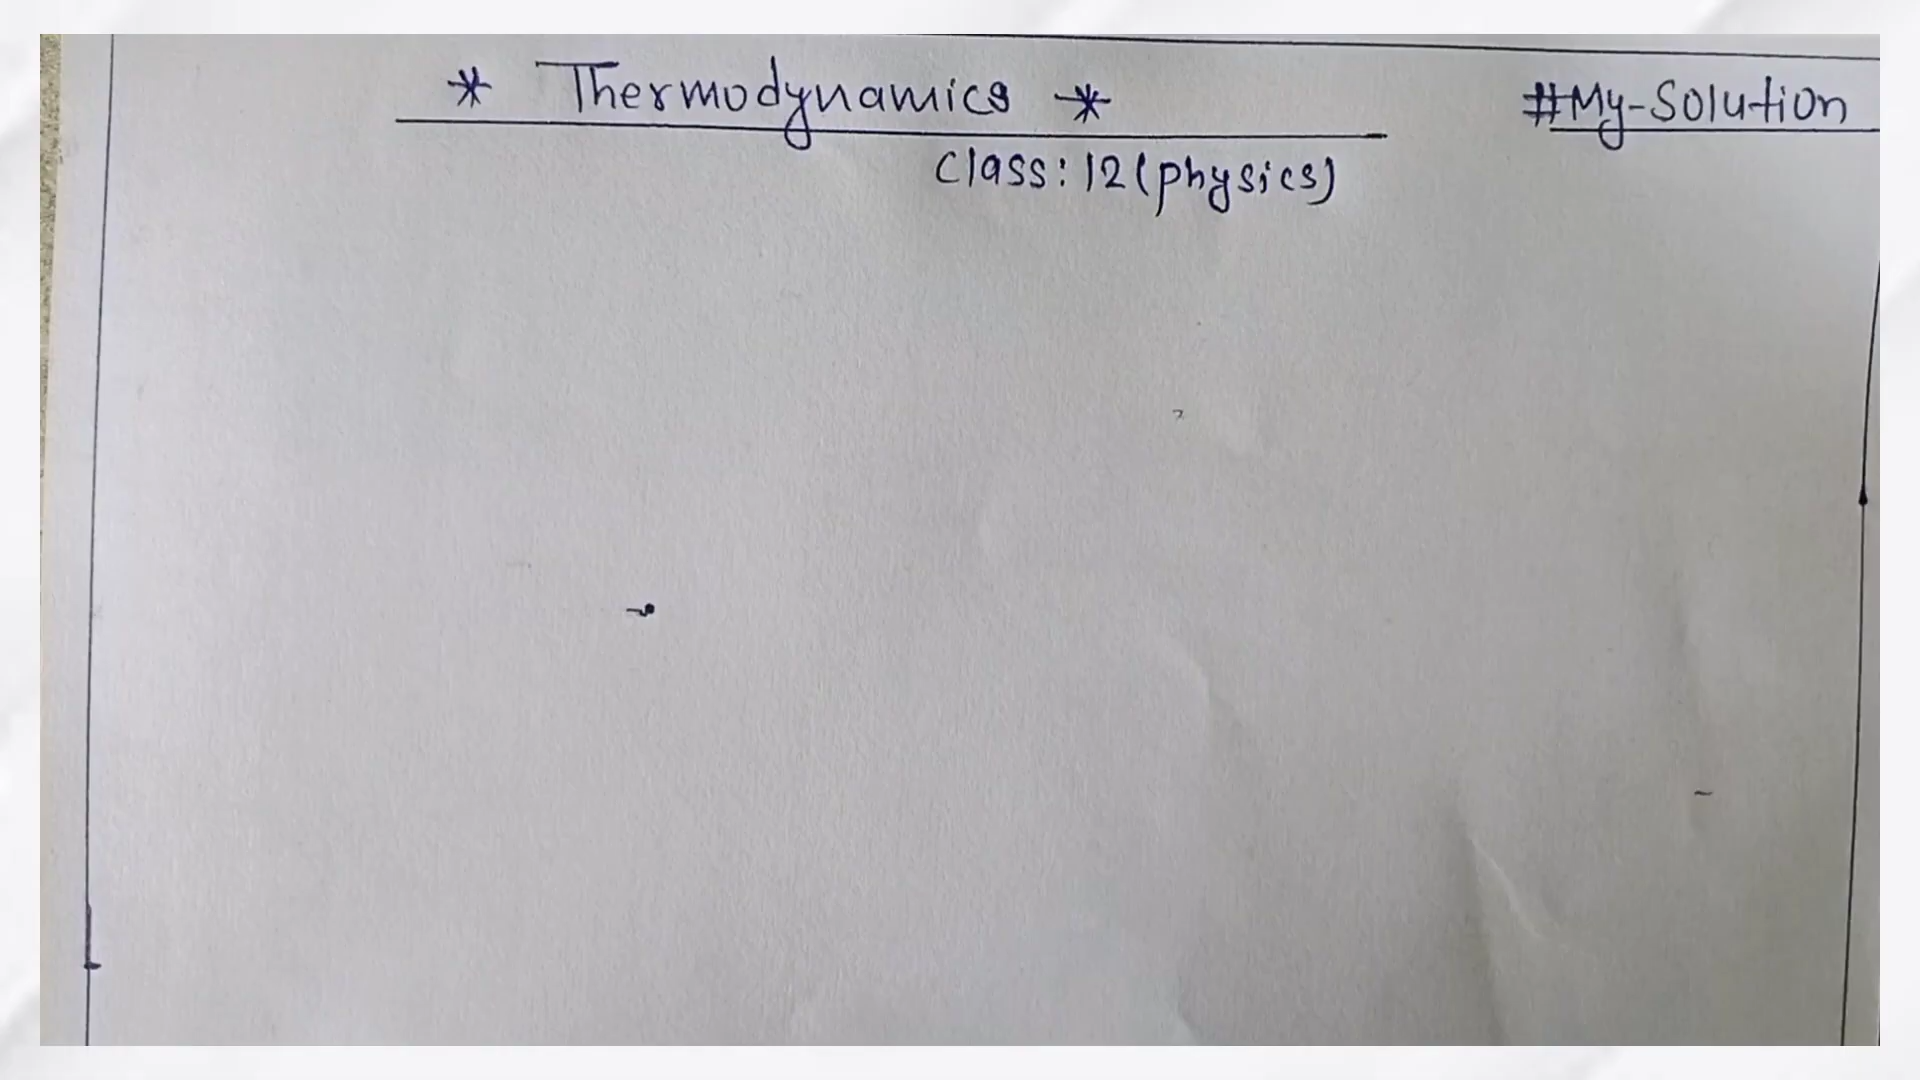 * Thermodynamics *
#My-Solution
Class: 12 (physics)